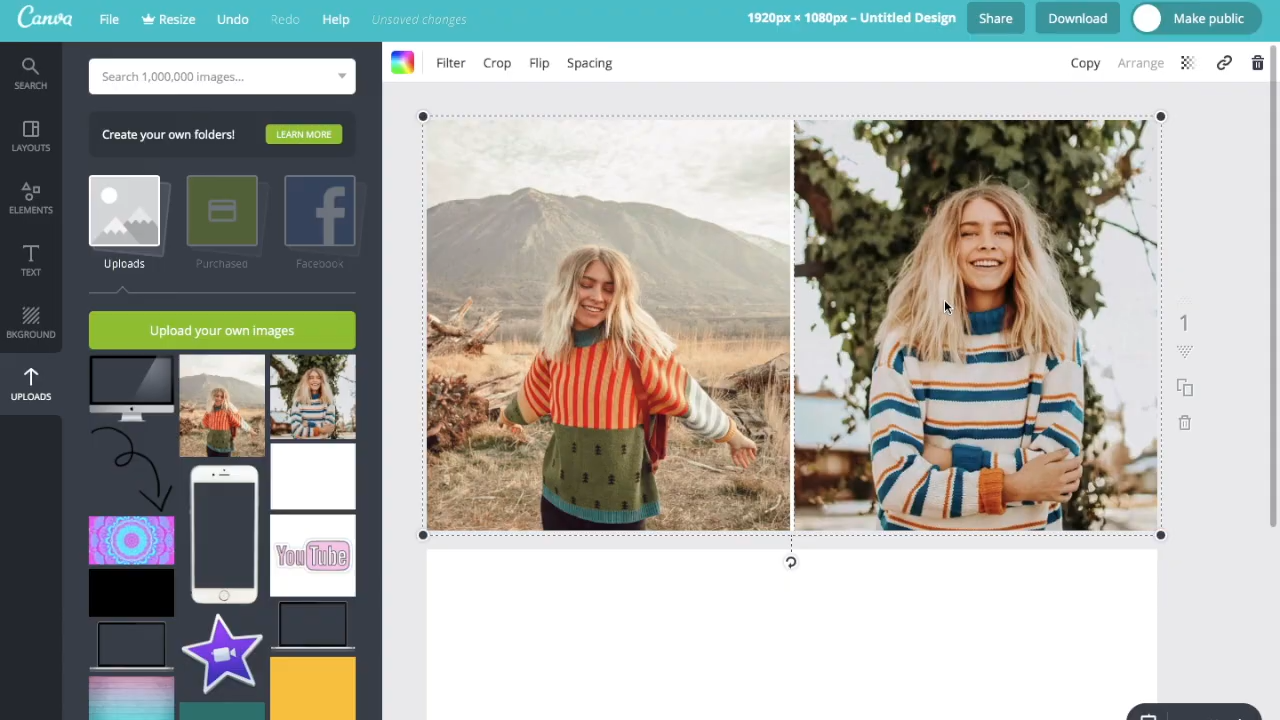 Canva File Resize Undo Redo Help Unsaved changes 1920px × 1080px – Untitled Design Share Download Make public
Filter Crop Flip Spacing Copy Arrange
SEARCH
LAYOUTS
ELEMENTS
TEXT
BKGROUND
UPLOADS
Search 1,000,000 images...
Create your own folders! LEARN MORE
Uploads Purchased Facebook
Upload your own images
YouTube
1